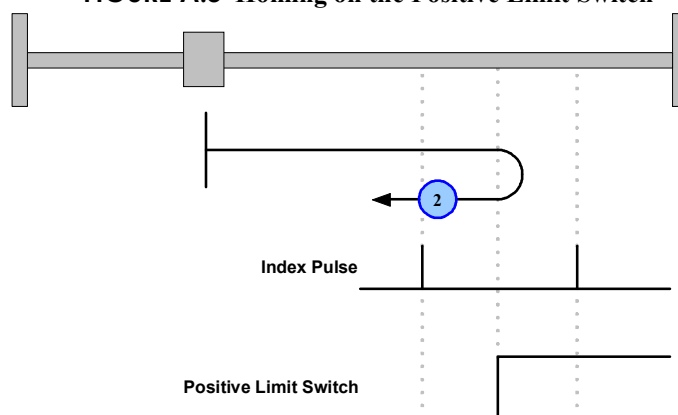 Homing on the Positive Limit Switch
2
Index Pulse
Positive Limit Switch